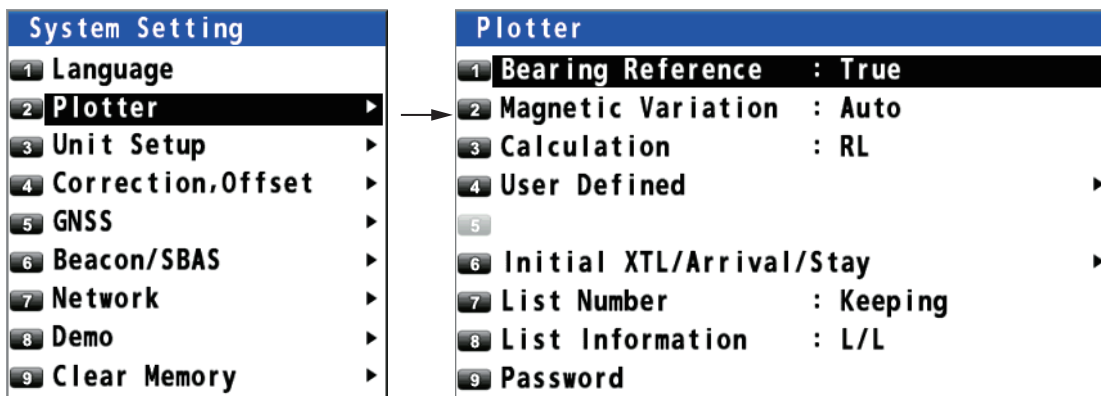 System Setting
1 Language
2 Plotter
3 Unit Setup
4 Correction,Offset
5 GNSS
6 Beacon/SBAS
7 Network
8 Demo
9 Clear Memory
Plotter
1 Bearing Reference : True
2 Magnetic Variation : Auto
3 Calculation : RL
4 User Defined
5
6 Initial XTL/Arrival/Stay
7 List Number : Keeping
8 List Information : L/L
9 Password